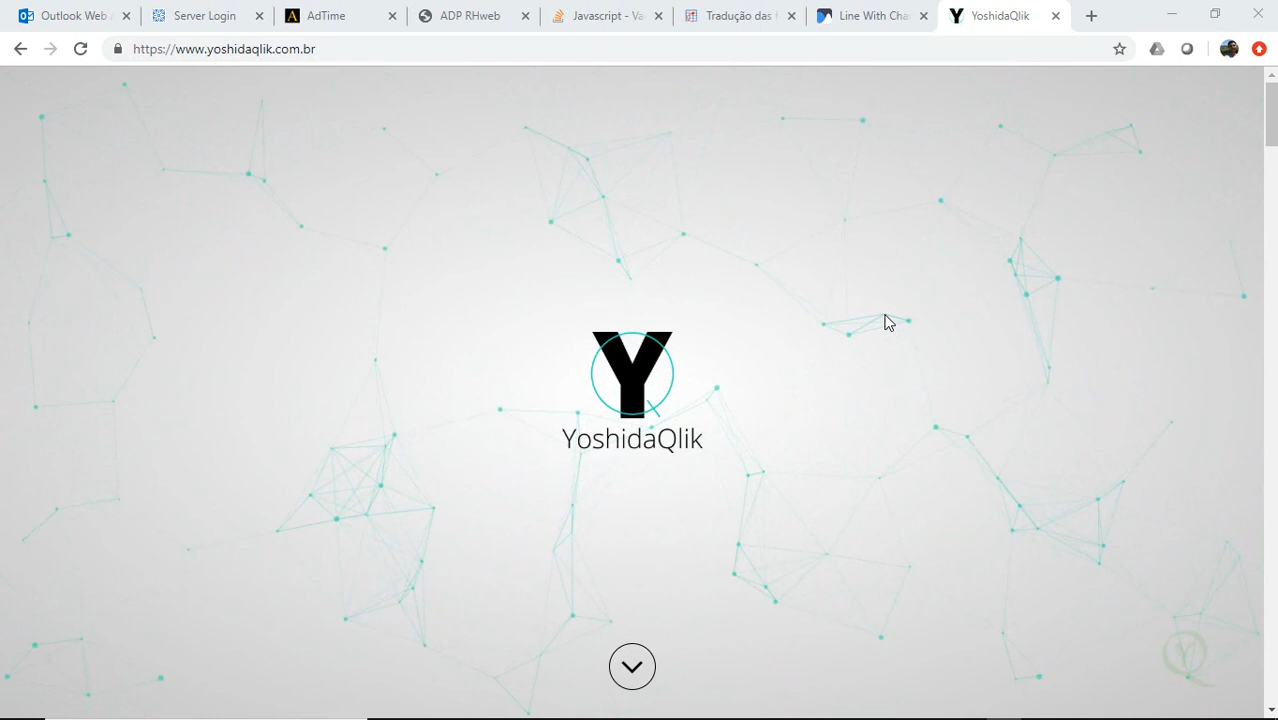 Outlook Web A
Server Login
AdTime
ADP RHweb
Javascript - Va
Tradução das f
Line With Cha
YoshidaQlik
https://www.yoshidaqlik.com.br
Y
YoshidaQlik